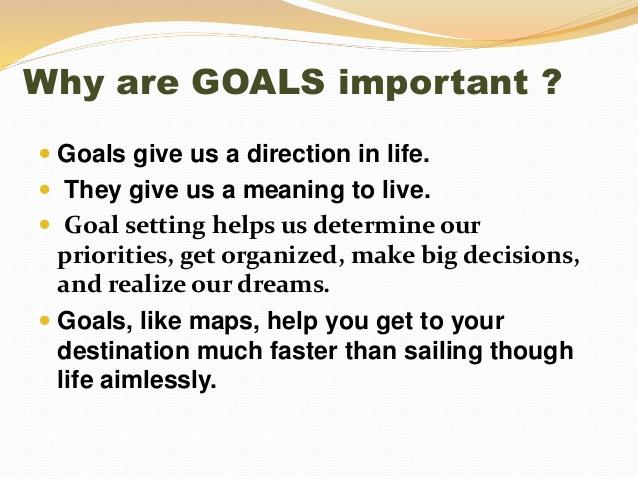 Why are GOALS important ?
Goals give us a direction in life.
They give us a meaning to live.
Goal setting helps us determine our
priorities, get organized, make big decisions,
and realize our dreams.
Goals, like maps, help you get to your
destination much faster than sailing though
life aimlessly.